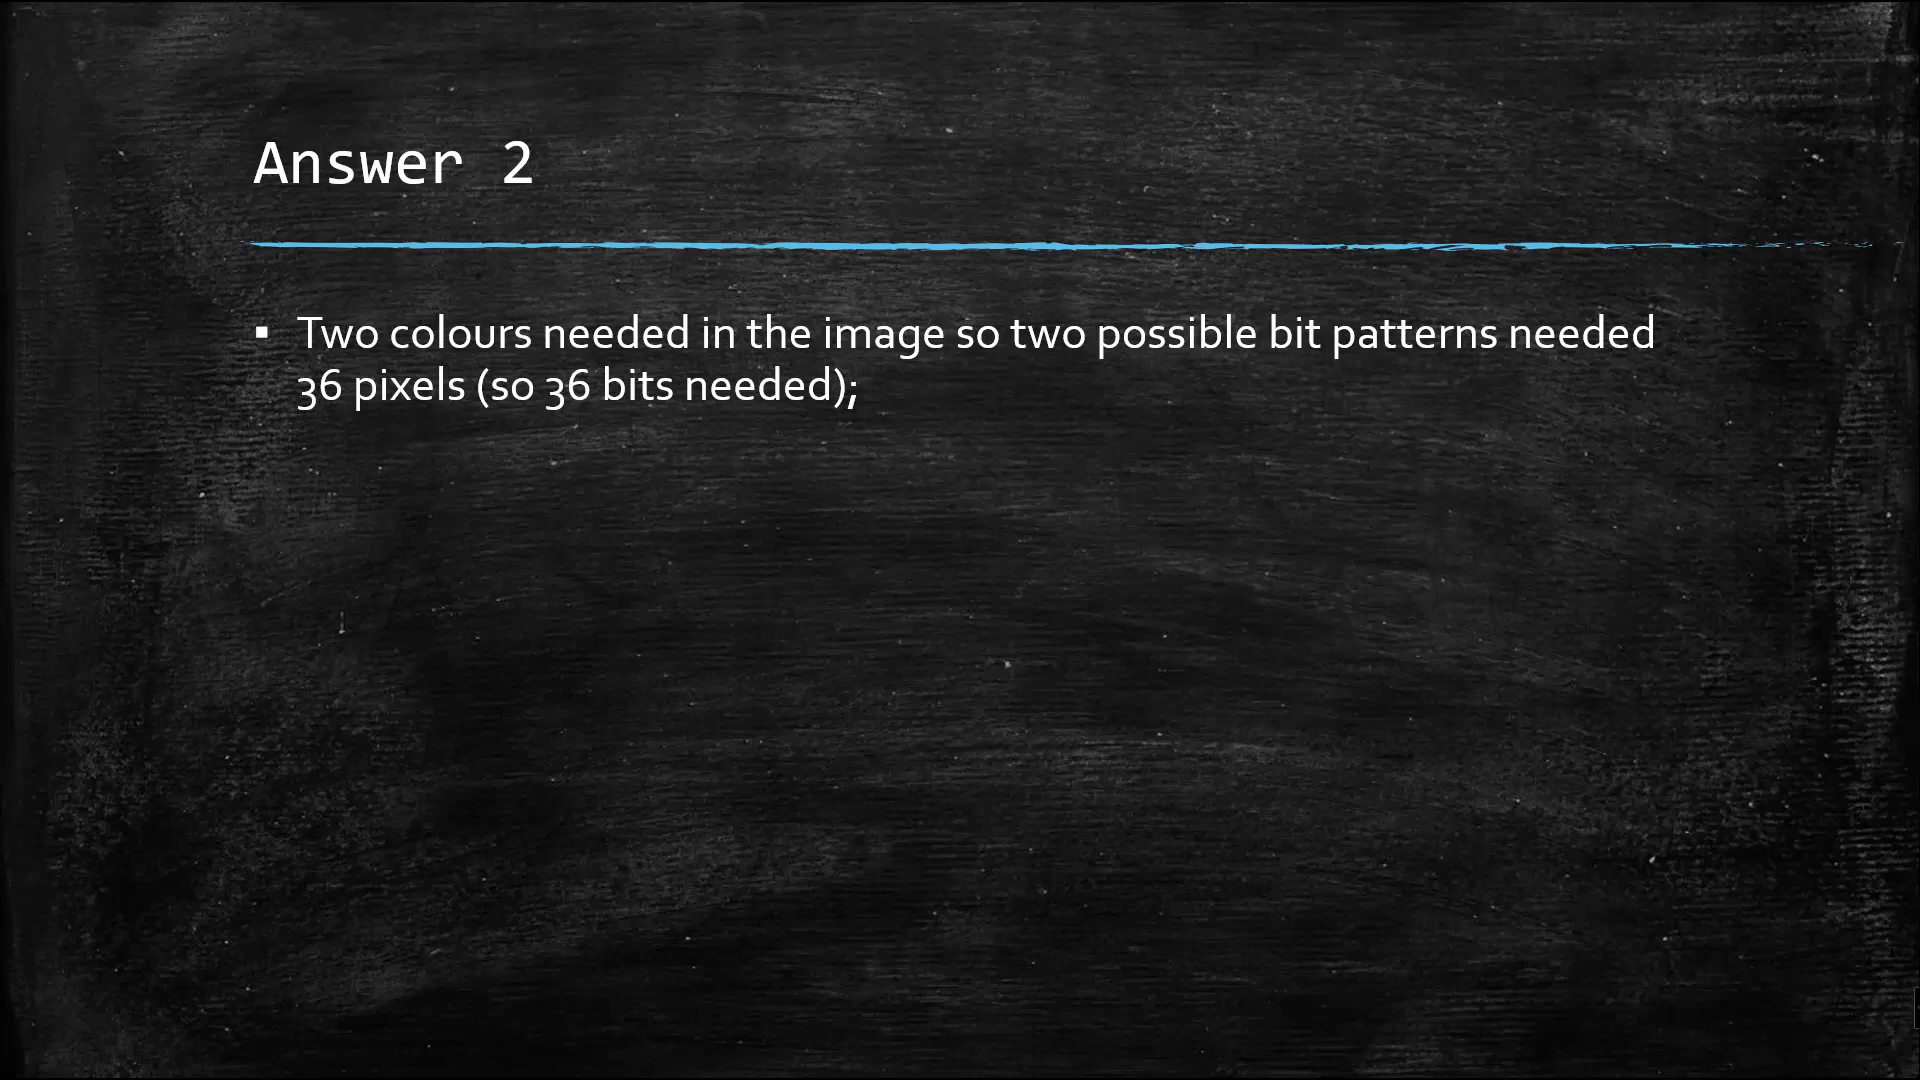 Answer 2
▪ Two colours needed in the image so two possible bit patterns needed
36 pixels (so 36 bits needed);